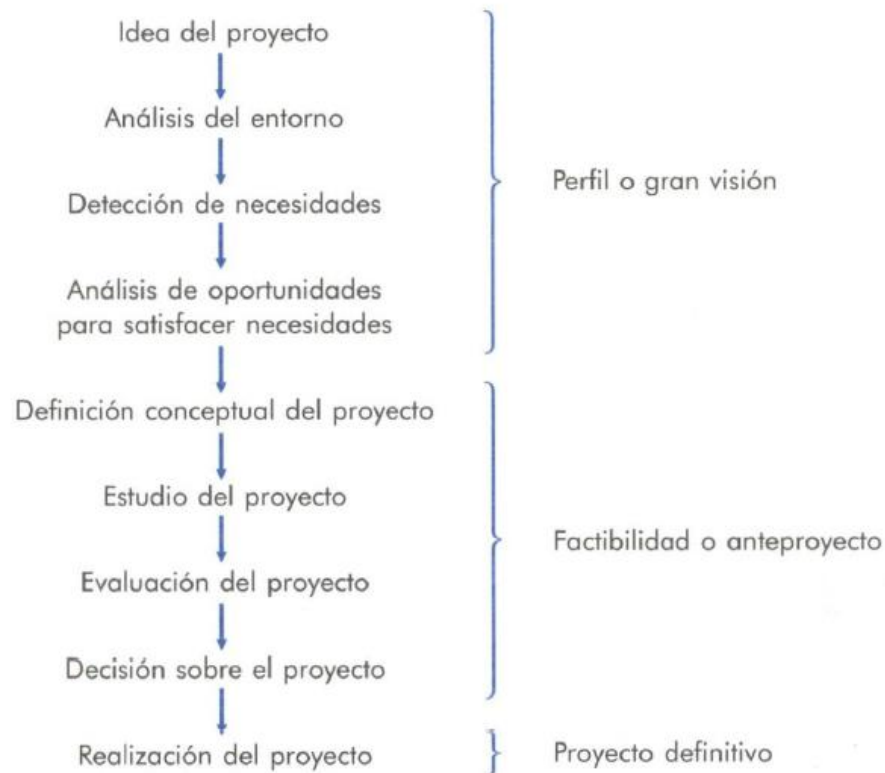 Idea del proyecto
Análisis del entorno
Detección de necesidades
Perfil o gran visión
Análisis de oportunidades
para satisfacer necesidades
Definición conceptual del proyecto
Estudio del proyecto
Factibilidad o anteproyecto
Evaluación del proyecto
Decisión sobre el proyecto
Realización del proyecto
Proyecto definitivo